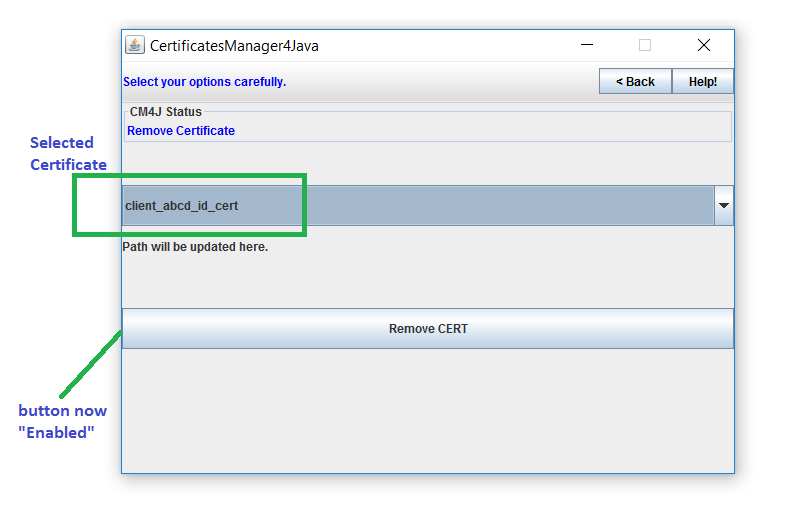 CertificatesManager4Java
Select your options carefully.
< Back
Help!
CM4J Status
Remove Certificate
Selected
Certificate
client_abcd_id_cert
Path will be updated here.
Remove CERT
button now
"Enabled"